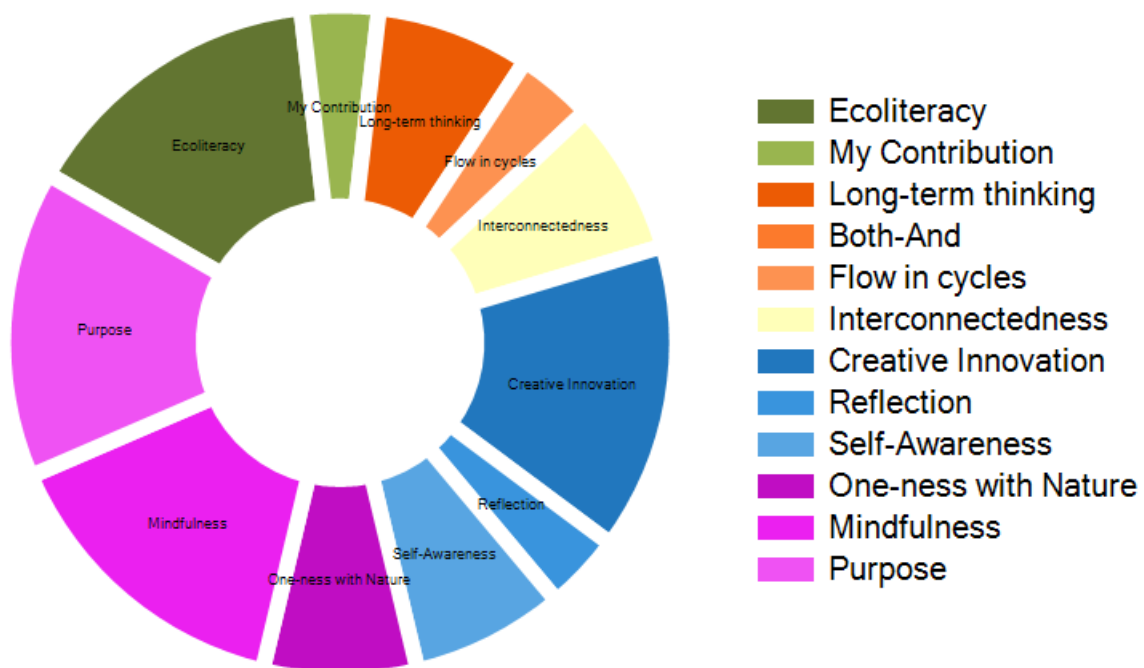 My Contribution
Long-term thinking
Ecoliteracy
Flow in cycles
Interconnectedness
Purpose
Creative Innovation
Reflection
Mindfulness
Self-Awareness
One-ness with Nature
Ecoliteracy
My Contribution
Long-term thinking
Both-And
Flow in cycles
Interconnectedness
Creative Innovation
Reflection
Self-Awareness
One-ness with Nature
Mindfulness
Purpose